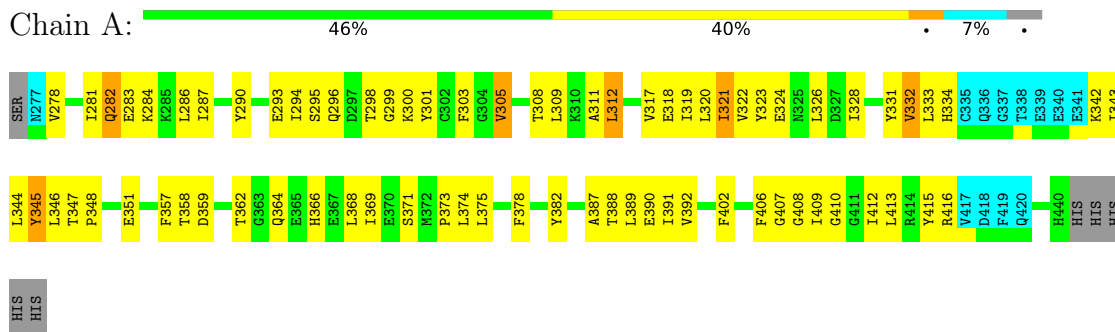 Chain A:
46% 40% • 7% •
SER N277 V278 I281 Q282 E283 K284 K285 L286 I287 Y290 E293 I294 S295 Q296 D297 T298 G299 K300 Y301 C302 F303 G304 V305 T308 L309 K310 A311 L312 V317 E318 I319 L320 I321 V322 Y323 E324 N325 L326 D327 I328 Y331 V332 L333 H334 C335 Q336 G337 T338 E339 E340 E341 K342
L344 Y345 L346 T347 P348 E351 F357 T358 D359 T362 G363 Q364 E365 H366 E367 L368 I369 E370 S371 M372 P373 L374 L375 F378 Y382 A387 T388 L389 E390 I391 V392 F402 F406 G407 G408 I409 G410 G411 I412 L413 R414 Y415 R416 V417 D418 F419 Q420 H440 HIS HIS HIS
HIS HIS